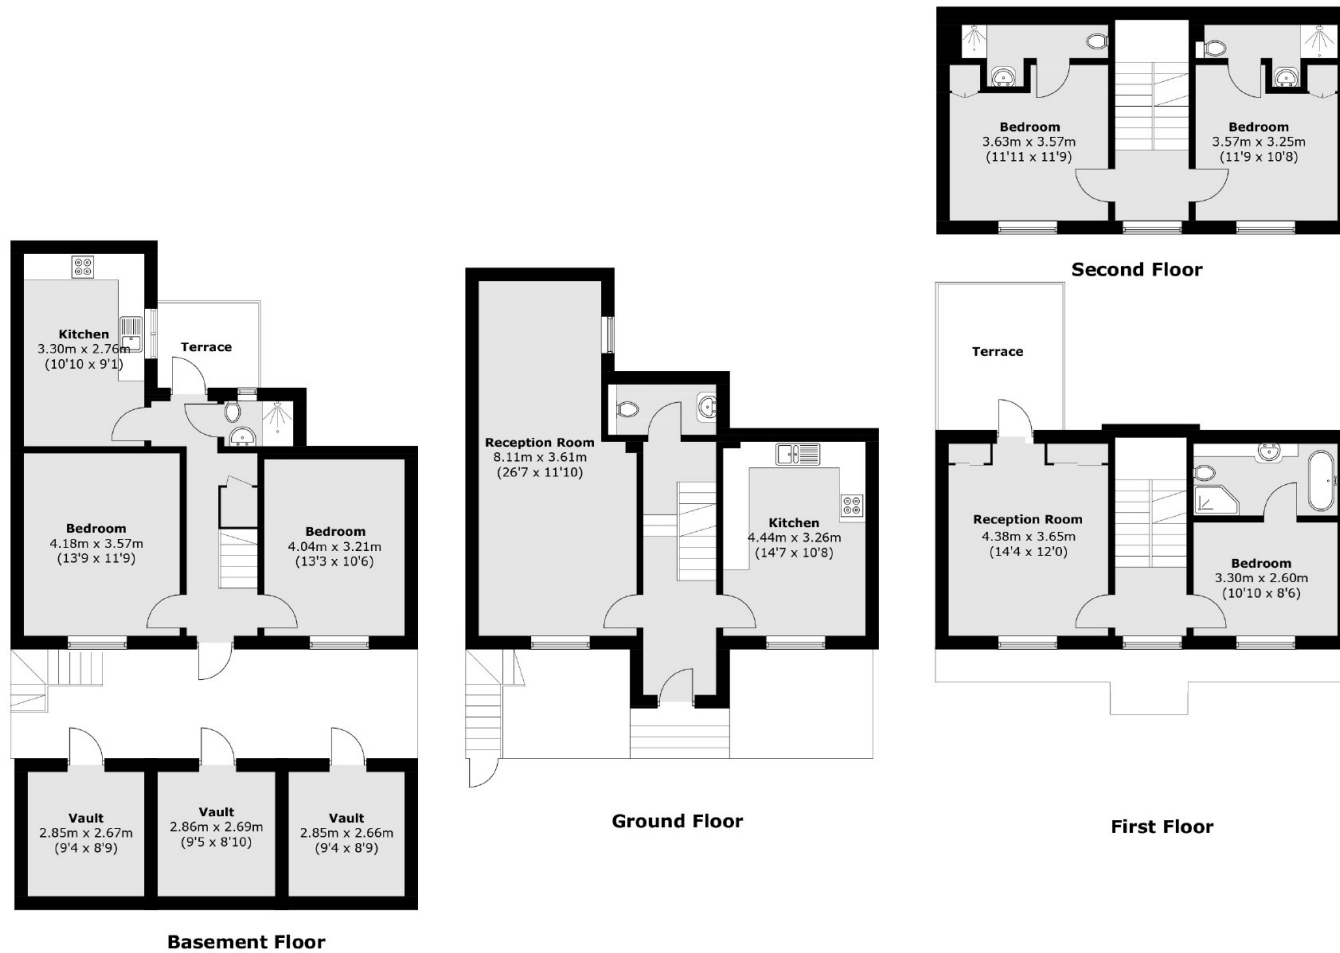 Kitchen
3.30m x 2.76m
(10'10 x 9'1)
Terrace
Bedroom
4.18m x 3.57m
(13'9 x 11'9)
Bedroom
4.04m x 3.21m
(13'3 x 10'6)
Vault
2.85m x 2.67m
(9'4 x 8'9)
Vault
2.86m x 2.69m
(9'5 x 8'10)
Vault
2.85m x 2.66m
(9'4 x 8'9)
Basement Floor
Reception Room
8.11m x 3.61m
(26'7 x 11'10)
Kitchen
4.44m x 3.26m
(14'7 x 10'8)
Ground Floor
Bedroom
3.63m x 3.57m
(11'11 x 11'9)
Bedroom
3.57m x 3.25m
(11'9 x 10'8)
Second Floor
Terrace
Reception Room
4.38m x 3.65m
(14'4 x 12'0)
Bedroom
3.30m x 2.60m
(10'10 x 8'6)
First Floor